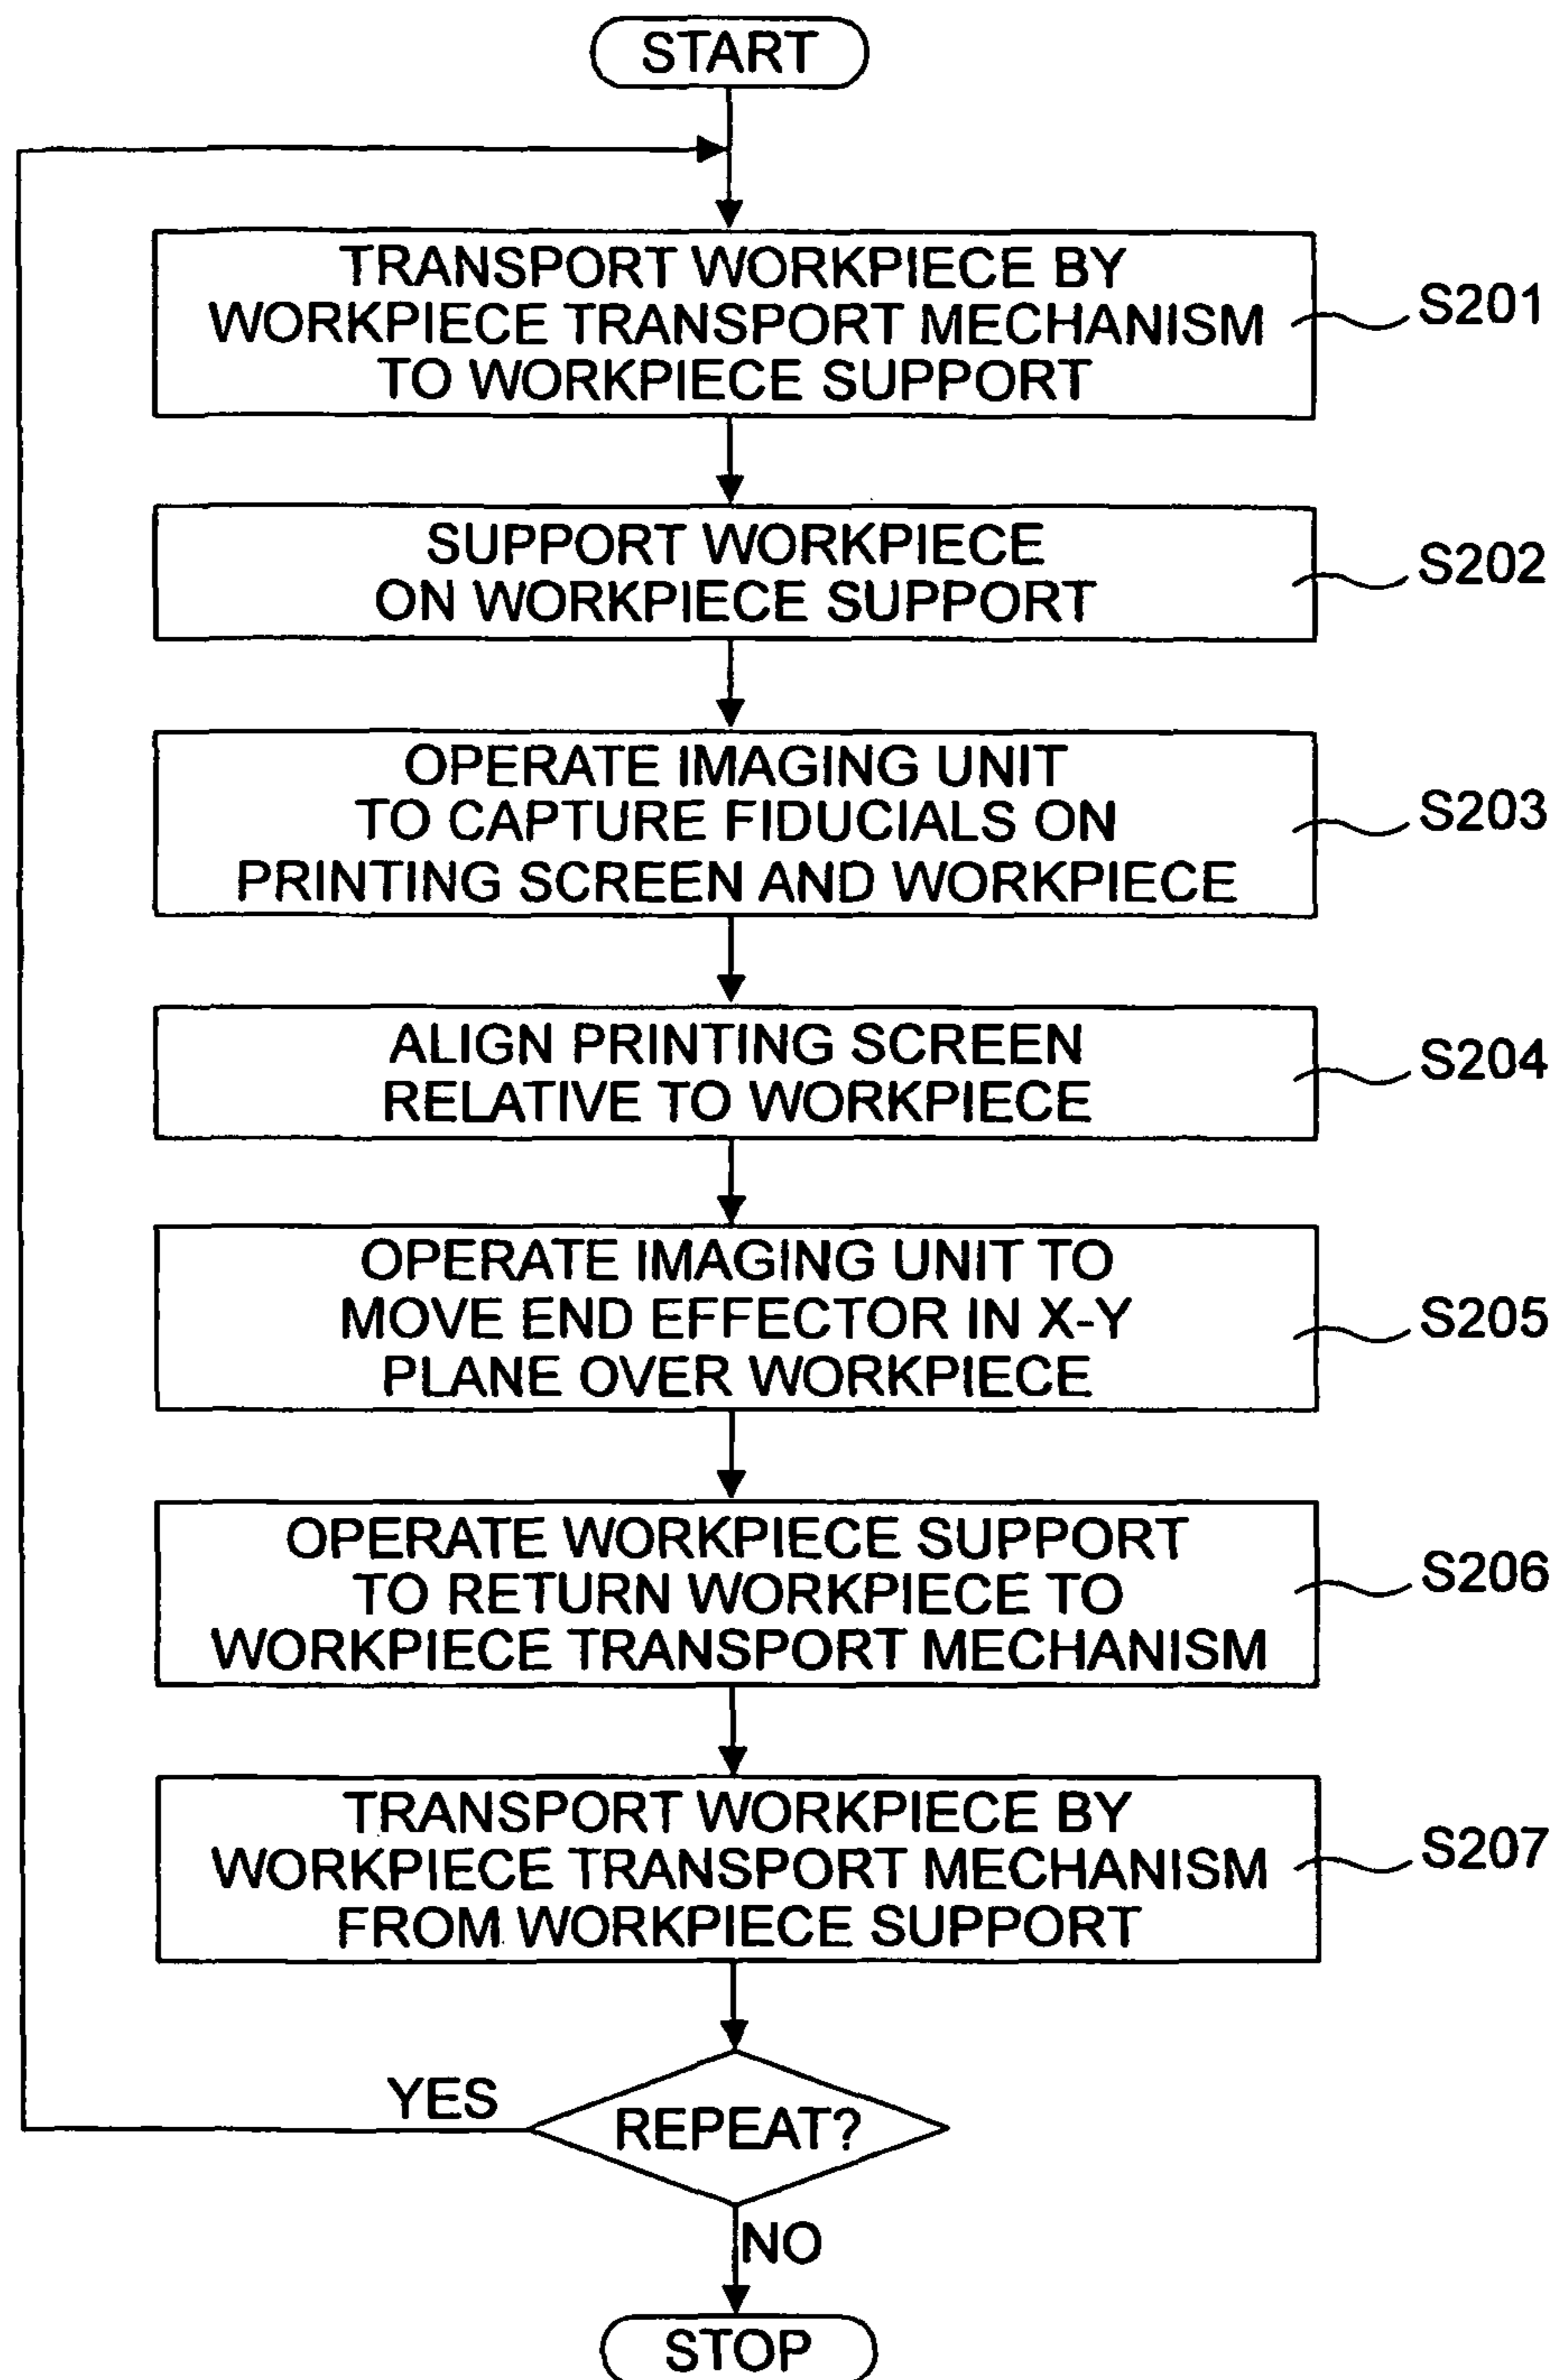 START
TRANSPORT WORKPIECE BY
WORKPIECE TRANSPORT MECHANISM
TO WORKPIECE SUPPORT
S201
SUPPORT WORKPIECE
ON WORKPIECE SUPPORT
S202
OPERATE IMAGING UNIT
TO CAPTURE FIDUCIALS ON
PRINTING SCREEN AND WORKPIECE
S203
ALIGN PRINTING SCREEN
RELATIVE TO WORKPIECE
S204
OPERATE IMAGING UNIT TO
MOVE END EFFECTOR IN X-Y
PLANE OVER WORKPIECE
S205
OPERATE WORKPIECE SUPPORT
TO RETURN WORKPIECE TO
WORKPIECE TRANSPORT MECHANISM
S206
TRANSPORT WORKPIECE BY
WORKPIECE TRANSPORT MECHANISM
FROM WORKPIECE SUPPORT
S207
YES
REPEAT?
NO
STOP